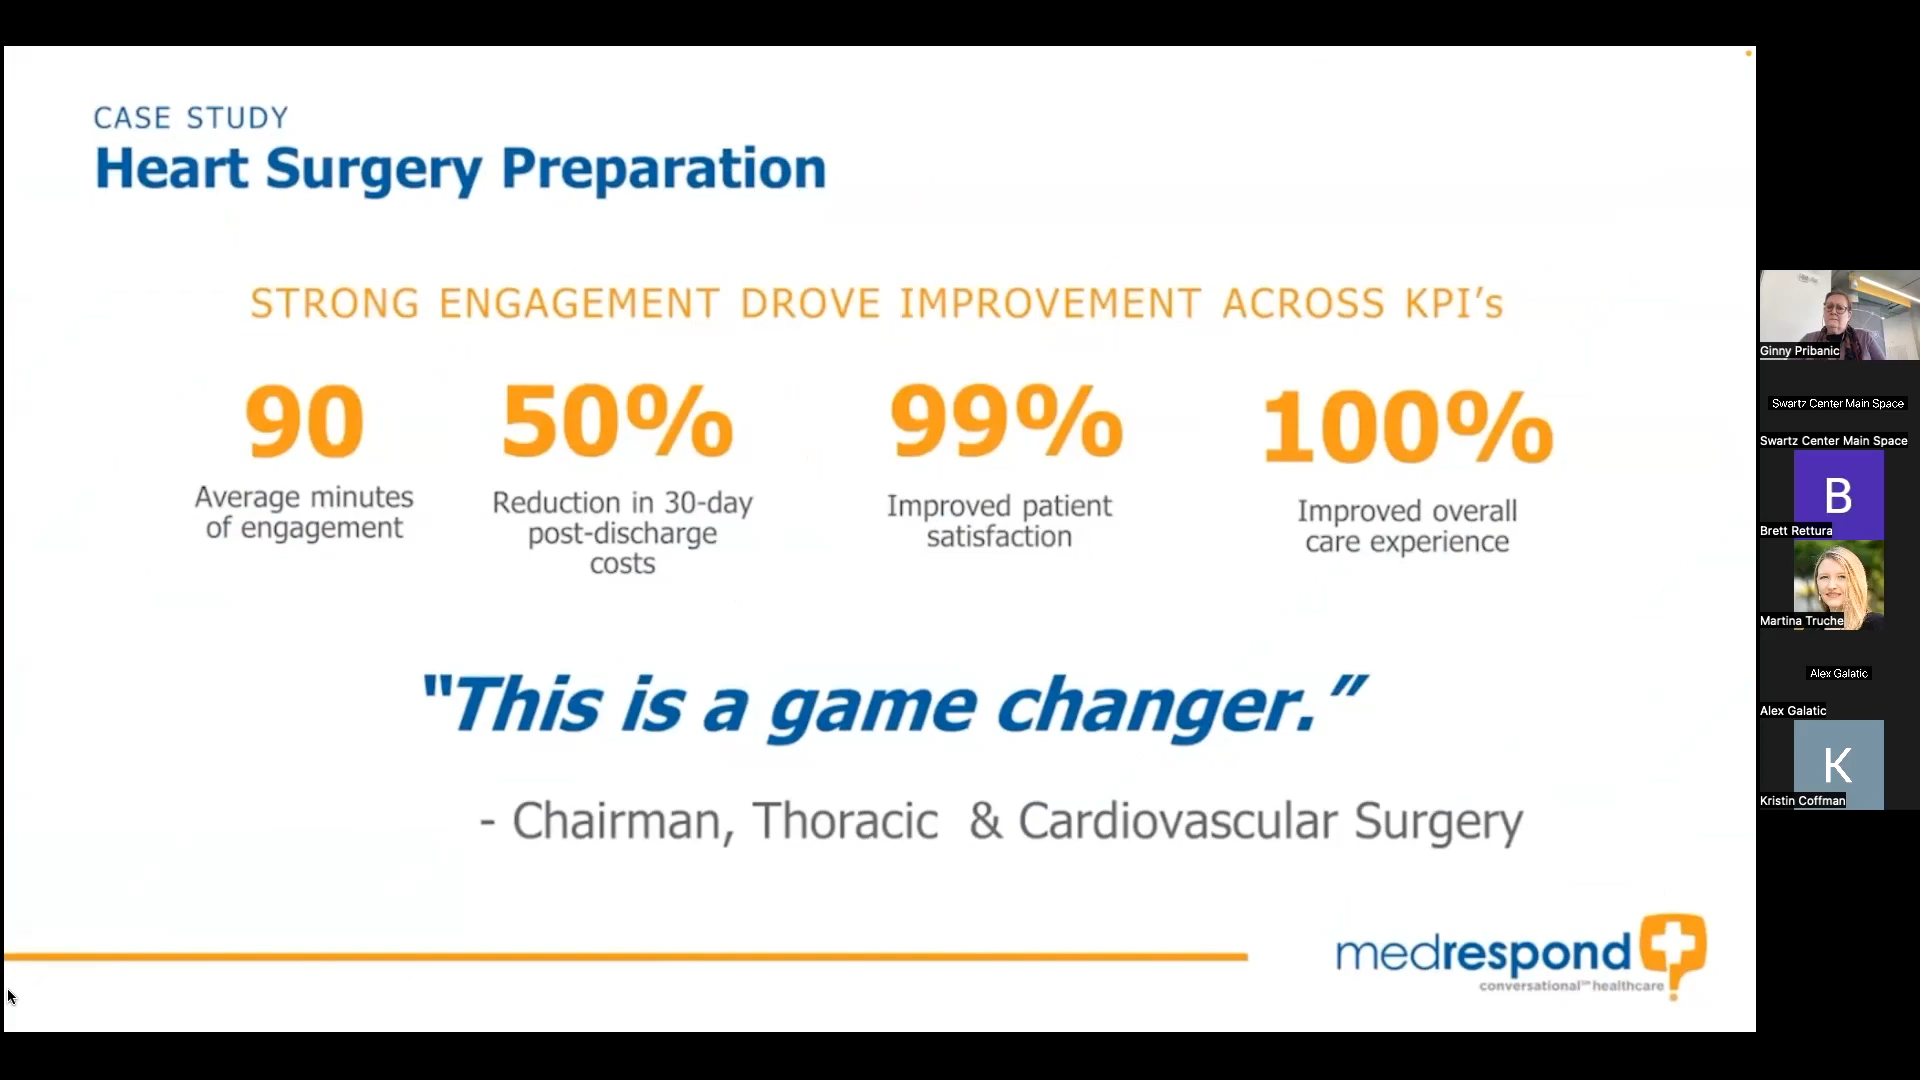 CASE STUDY
Heart Surgery Preparation
STRONG ENGAGEMENT DROVE IMPROVEMENT ACROSS KPI’s
90
Average minutes
of engagement
50%
Reduction in 30-day
post-discharge
costs
99%
Improved patient
satisfaction
100%
Improved overall
care experience
“This is a game changer.”
- Chairman, Thoracic & Cardiovascular Surgery
medrespond
conversational℠ healthcare
Ginny Pribanic
Swartz Center Main Space
Swartz Center Main Space
B
Brett Rettura
Martina Truche
Alex Galatic
Alex Galatic
K
Kristin Coffman